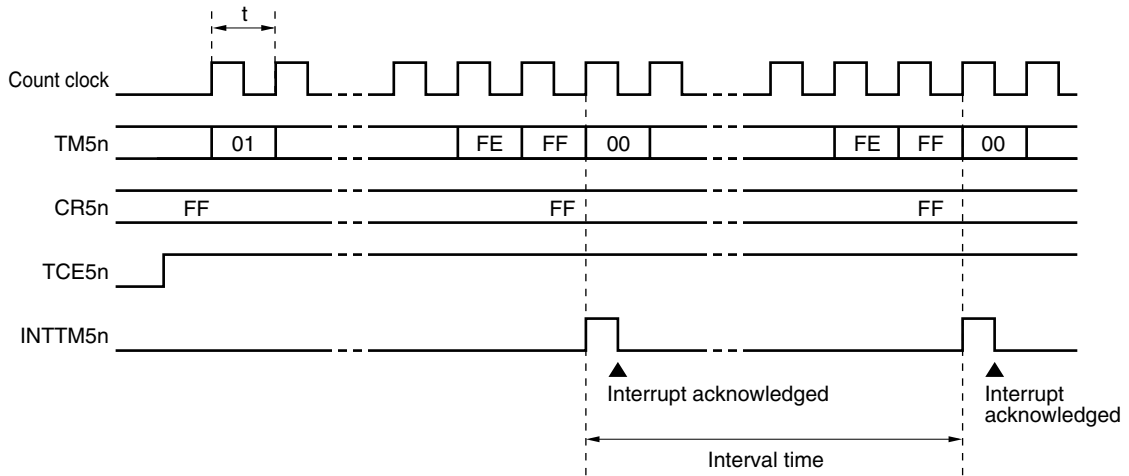 t
Count clock
TM5n 01 FE FF 00 FE FF 00
CR5n FF FF FF
TCE5n
INTTM5n
Interrupt acknowledged
Interrupt
acknowledged
Interval time